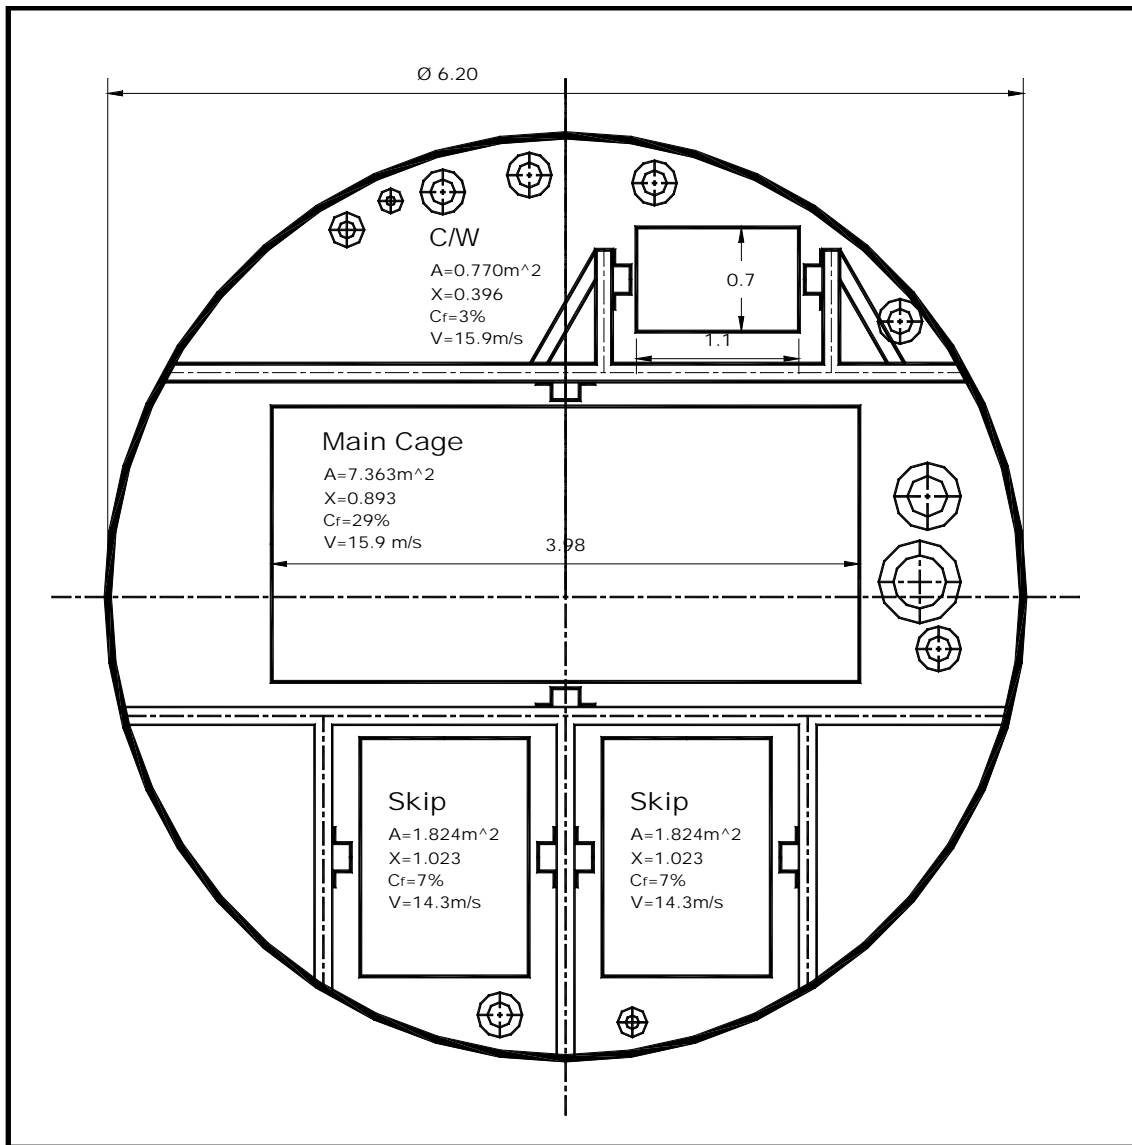 Ø 6.20
C/W
A=0.770m^2
X=0.396
Cf=3%
V=15.9m/s
0.7
1.1
Main Cage
A=7.363m^2
X=0.893
Cf=29%
V=15.9 m/s
3.98
Skip
A=1.824m^2
X=1.023
Cf=7%
V=14.3m/s
Skip
A=1.824m^2
X=1.023
Cf=7%
V=14.3m/s